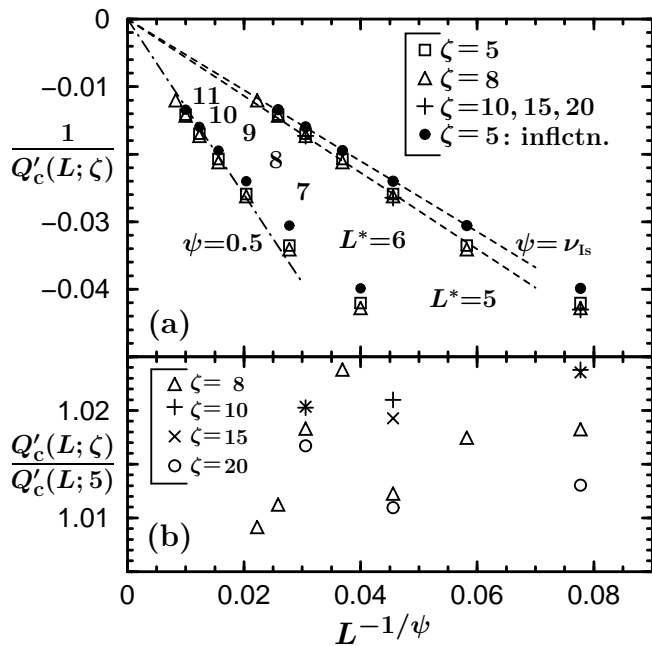 0
−0.01
−0.02
−0.03
−0.04
1
Q′c(L; ζ)
11
10
9
8
7
L*=6
L*=5
ψ=0.5
ψ=νIs
ζ= 5
ζ= 8
ζ=10, 15, 20
ζ= 5: inflctn.
(a)
1.02
1.01
Q′c(L; ζ)
Q′c(L; 5)
ζ= 8
ζ=10
ζ=15
ζ=20
(b)
0 0.02 0.04 0.06 0.08
L−1/ψ